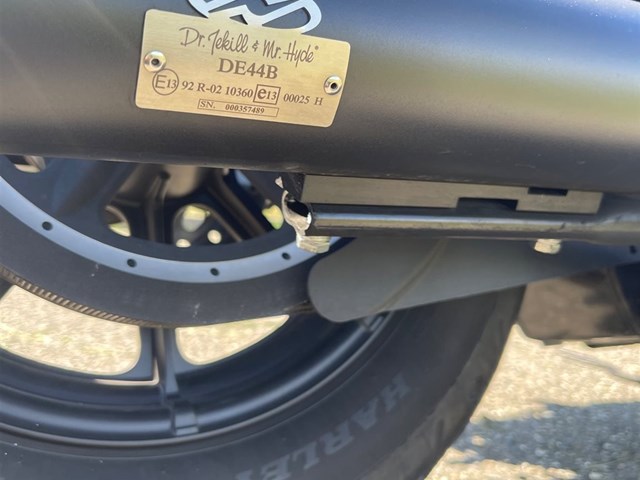 Dr. Jekill & Mr. Hyde®
DE44B
E13 92 R-02 10360 e13 00025 H
SN. 000357489
HARLEY